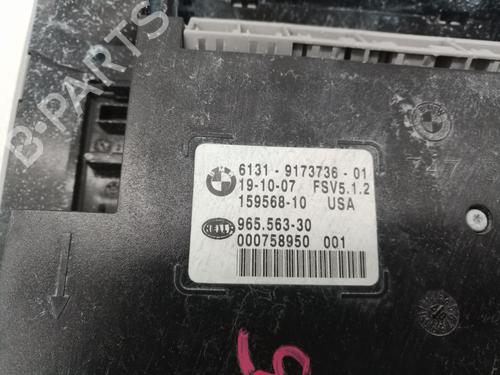 B-PARTS
6131 - 9173736 - 01
19-10-07 FSV5.1.2
159568-10 USA
HELLA
965.563-30
000758950 001